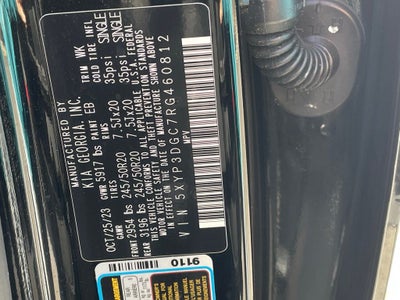 MANUFACTURED BY
KIA GEORGIA, INC.
OCT/25/23 PAINT EB TRIM WK
GVWR 5917 lbs
GAWR TIRES RIMS COLD TIRE INFL
FRONT 2954 lbs 245/50R20 7.5Jx20 35psi SINGLE
REAR 3196 lbs 245/50R20 7.5Jx20 35psi SINGLE
THIS VEHICLE CONFORMS TO ALL APPLICABLE U.S.A. FEDERAL
MOTOR VEHICLE SAFETY AND THEFT PREVENTION STANDARDS
IN EFFECT ON THE DATE OF MANUFACTURE SHOWN ABOVE.
VIN 5XYP3DGC7RG460812
MPV
9110